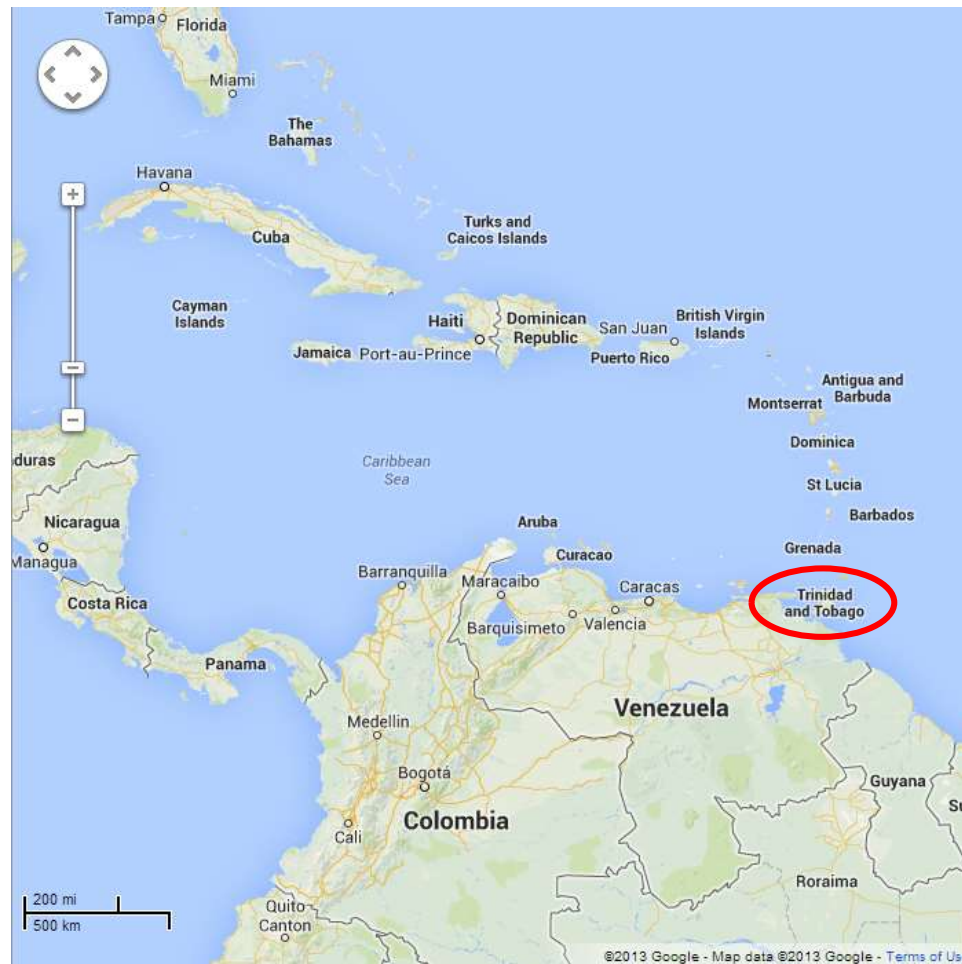 Tampa
Florida
Miami
The
Bahamas
Havana
Cuba
Turks and
Caicos Islands
Cayman
Islands
Haiti
Dominican
Republic
San Juan
British Virgin
Islands
Jamaica
Port-au-Prince
Puerto Rico
Antigua and
Barbuda
Montserrat
Dominica
duras
Caribbean
Sea
St Lucia
Nicaragua
Aruba
Barbados
Managua
Curacao
Grenada
Barranquilla
Maracaibo
Caracas
Trinidad
and Tobago
Costa Rica
Barquisimeto
Valencia
Panama
Venezuela
Medellin
Bogotá
Guyana
Su
Cali
Colombia
Roraima
200 mi
500 km
Quito
Canton
©2013 Google - Map data ©2013 Google - Terms of Us